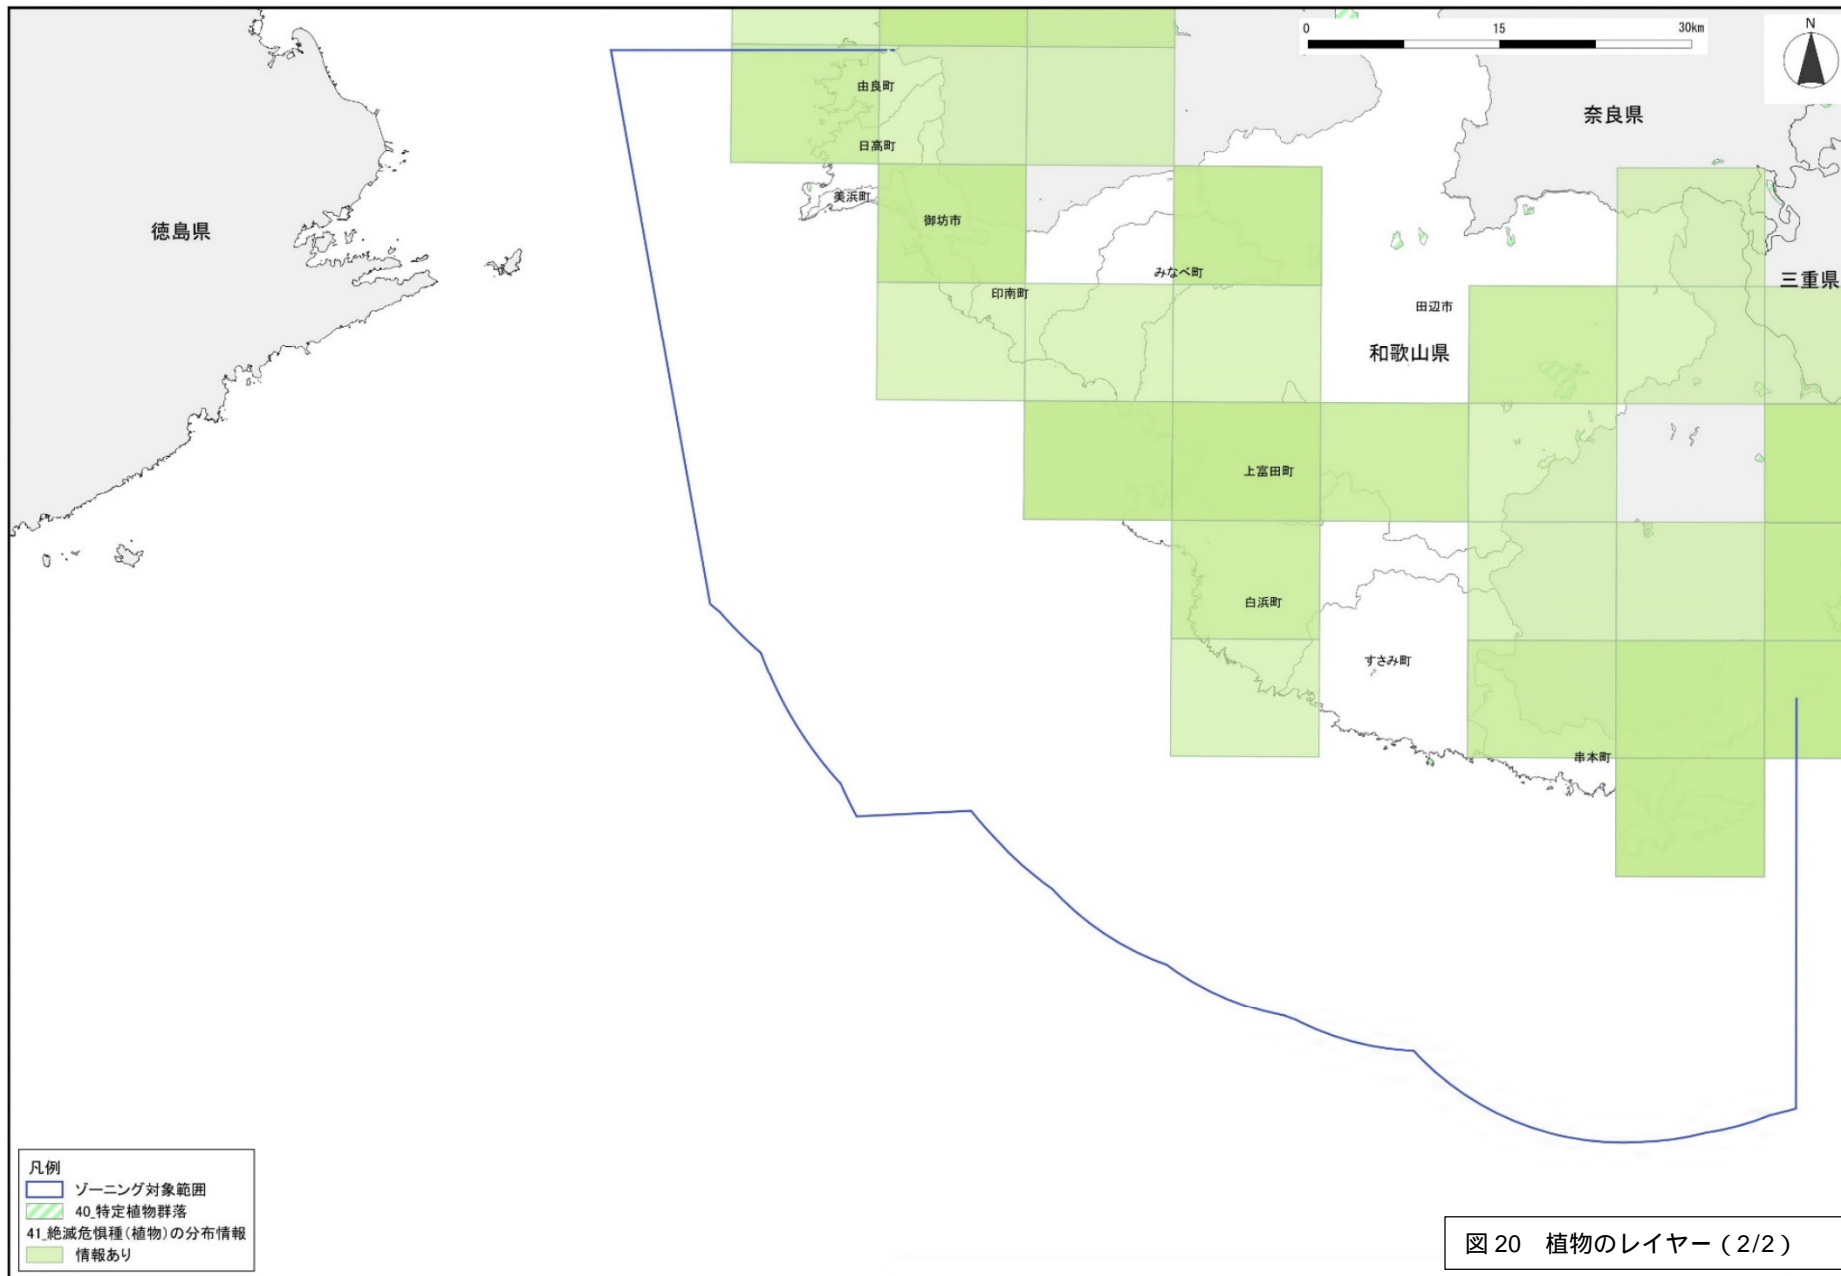 0 15 30km
N
由良町
奈良県
日高町
美浜町
徳島県
御坊市
みなべ町
三重県
印南町
田辺市
和歌山県
上富田町
白浜町
すさみ町
串本町
凡例
ゾーニング対象範囲
40_特定植物群落
41_絶滅危惧種(植物)の分布情報
情報あり
図 20 植物のレイヤー（2/2）